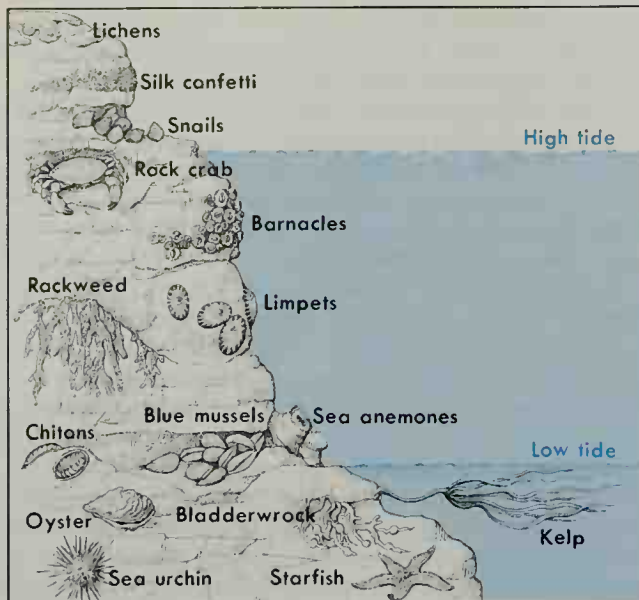 Lichens
Silk confetti
Snails
High tide
Rock crab
Barnacles
Rockweed
Limpets
Blue mussels
Sea anemones
Chitons
Low tide
Oyster
Bladderwrock
Kelp
Sea urchin
Starfish